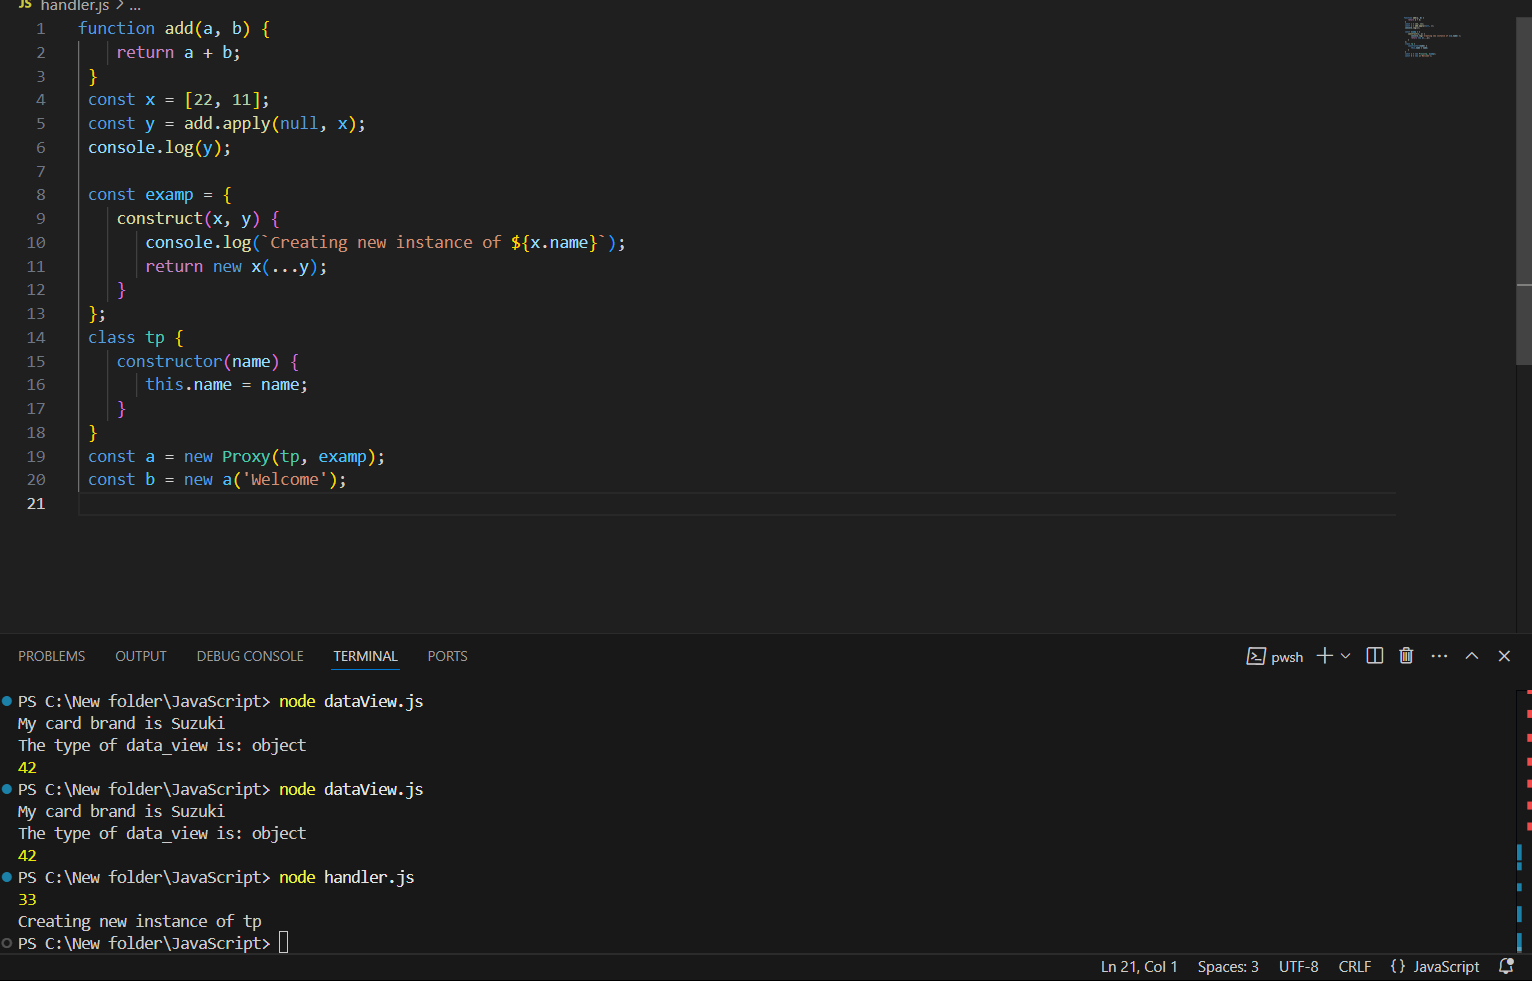 JS handler.js > ...
1 function add(a, b) {
2 return a + b;
3 }
4 const x = [22, 11];
5 const y = add.apply(null, x);
6 console.log(y);
7
8 const examp = {
9 construct(x, y) {
10 console.log(`Creating new instance of ${x.name}`);
11 return new x(...y);
12 }
13 };
14 class tp {
15 constructor(name) {
16 this.name = name;
17 }
18 }
19 const a = new Proxy(tp, examp);
20 const b = new a('Welcome');
21
PROBLEMS OUTPUT DEBUG CONSOLE TERMINAL PORTS pwsh
PS C:\New folder\JavaScript> node dataView.js
My card brand is Suzuki
The type of data_view is: object
42
PS C:\New folder\JavaScript> node dataView.js
My card brand is Suzuki
The type of data_view is: object
42
PS C:\New folder\JavaScript> node handler.js
33
Creating new instance of tp
PS C:\New folder\JavaScript>
Ln 21, Col 1 Spaces: 3 UTF-8 CRLF {} JavaScript